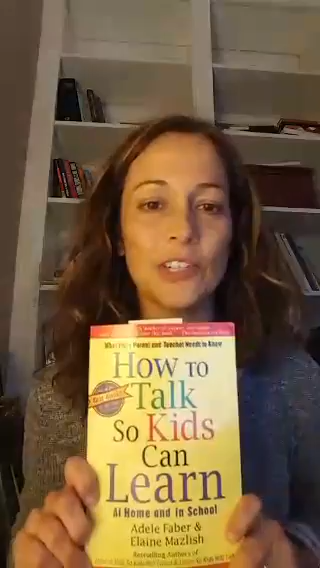 What Every Parent and Teacher Needs to Know
How to
Talk
So Kids
Can
Learn
At Home and in School
Adele Faber &
Elaine Mazlish
Bestselling Authors of